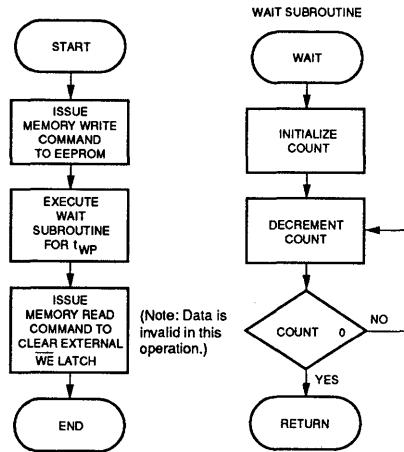 START
ISSUE
MEMORY WRITE
COMMAND
TO EEPROM
EXECUTE
WAIT
SUBROUTINE
FOR tWP
ISSUE
MEMORY READ
COMMAND TO
CLEAR EXTERNAL
W̅E̅ LATCH
END
(Note: Data is
invalid in this
operation.)
WAIT SUBROUTINE
WAIT
INITIALIZE
COUNT
DECREMENT
COUNT
COUNT 0
NO
YES
RETURN